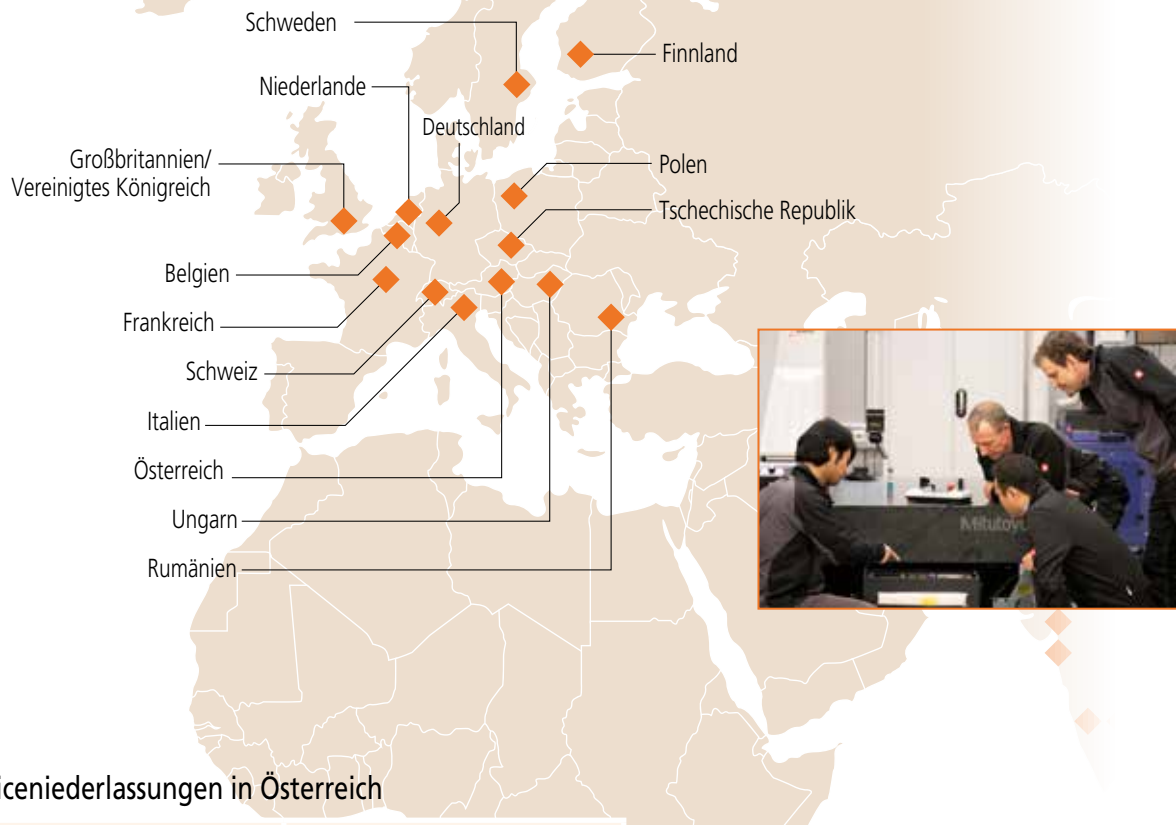 Schweden
Finnland
Niederlande
Deutschland
Großbritannien/
Vereinigtes Königreich
Polen
Tschechische Republik
Belgien
Frankreich
Schweiz
Italien
Österreich
Ungarn
Rumänien
Mitutoyo
iceniederlassungen in Österreich